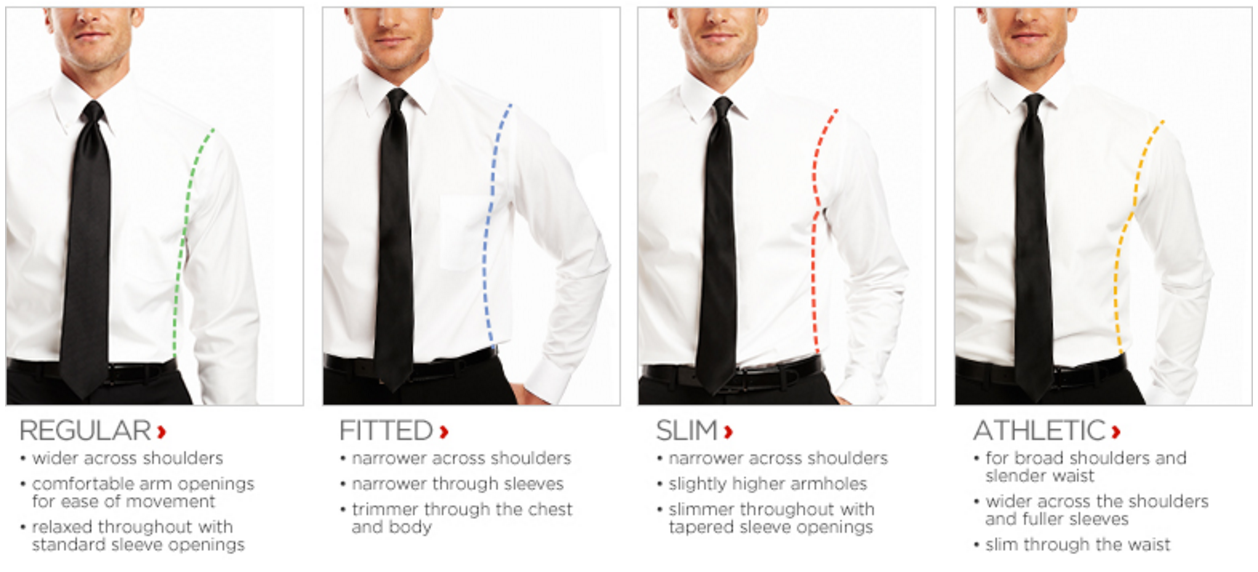 REGULAR ›
• wider across shoulders
• comfortable arm openings
for ease of movement
• relaxed throughout with
standard sleeve openings
FITTED ›
• narrower across shoulders
• narrower through sleeves
• trimmer through the chest
and body
SLIM ›
• narrower across shoulders
• slightly higher armholes
• slimmer throughout with
tapered sleeve openings
ATHLETIC ›
• for broad shoulders and
slender waist
• wider across the shoulders
and fuller sleeves
• slim through the waist